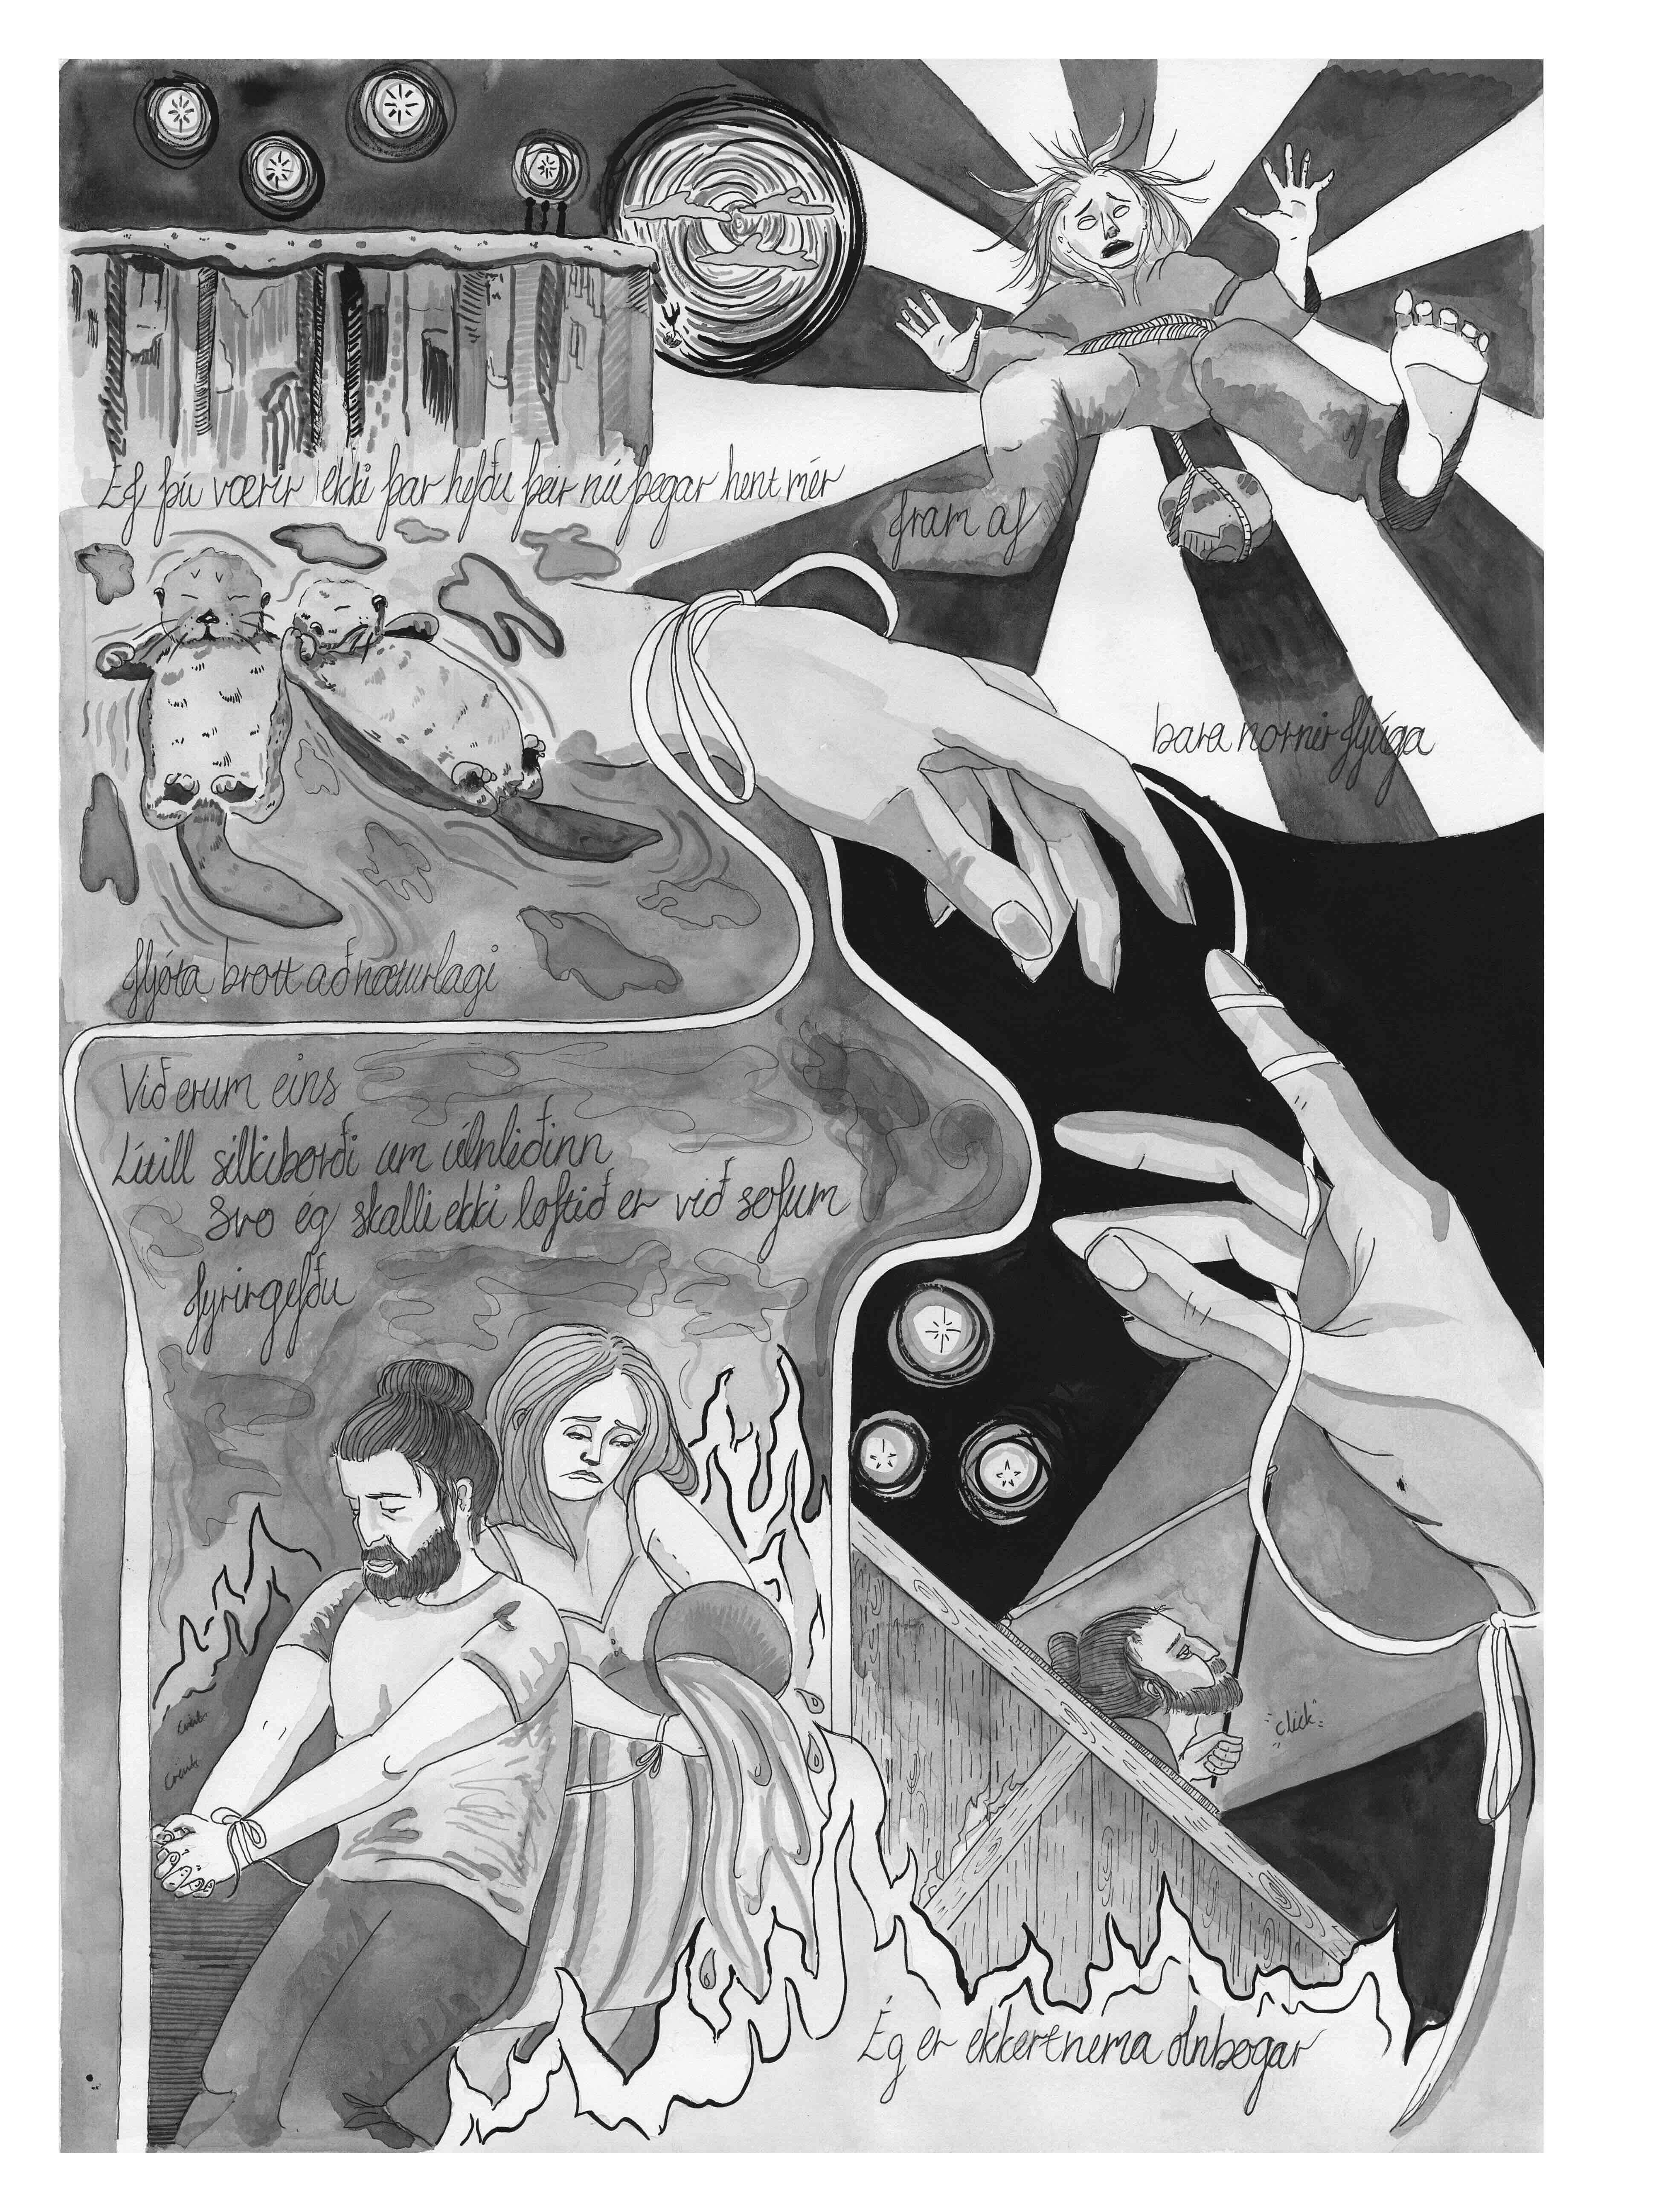 Ef þú værir ekki þar hefðu þeir nú þegar hent mér
fram af
bara nornir fljúga
fljóta brott að næturlagi
Við erum eins
Lítill silkiborði um úlnliðinn
Svo ég skalli ekki loftið er við sofum
fyrirgefðu
"click"
Ég er ekkert nema olnbogar